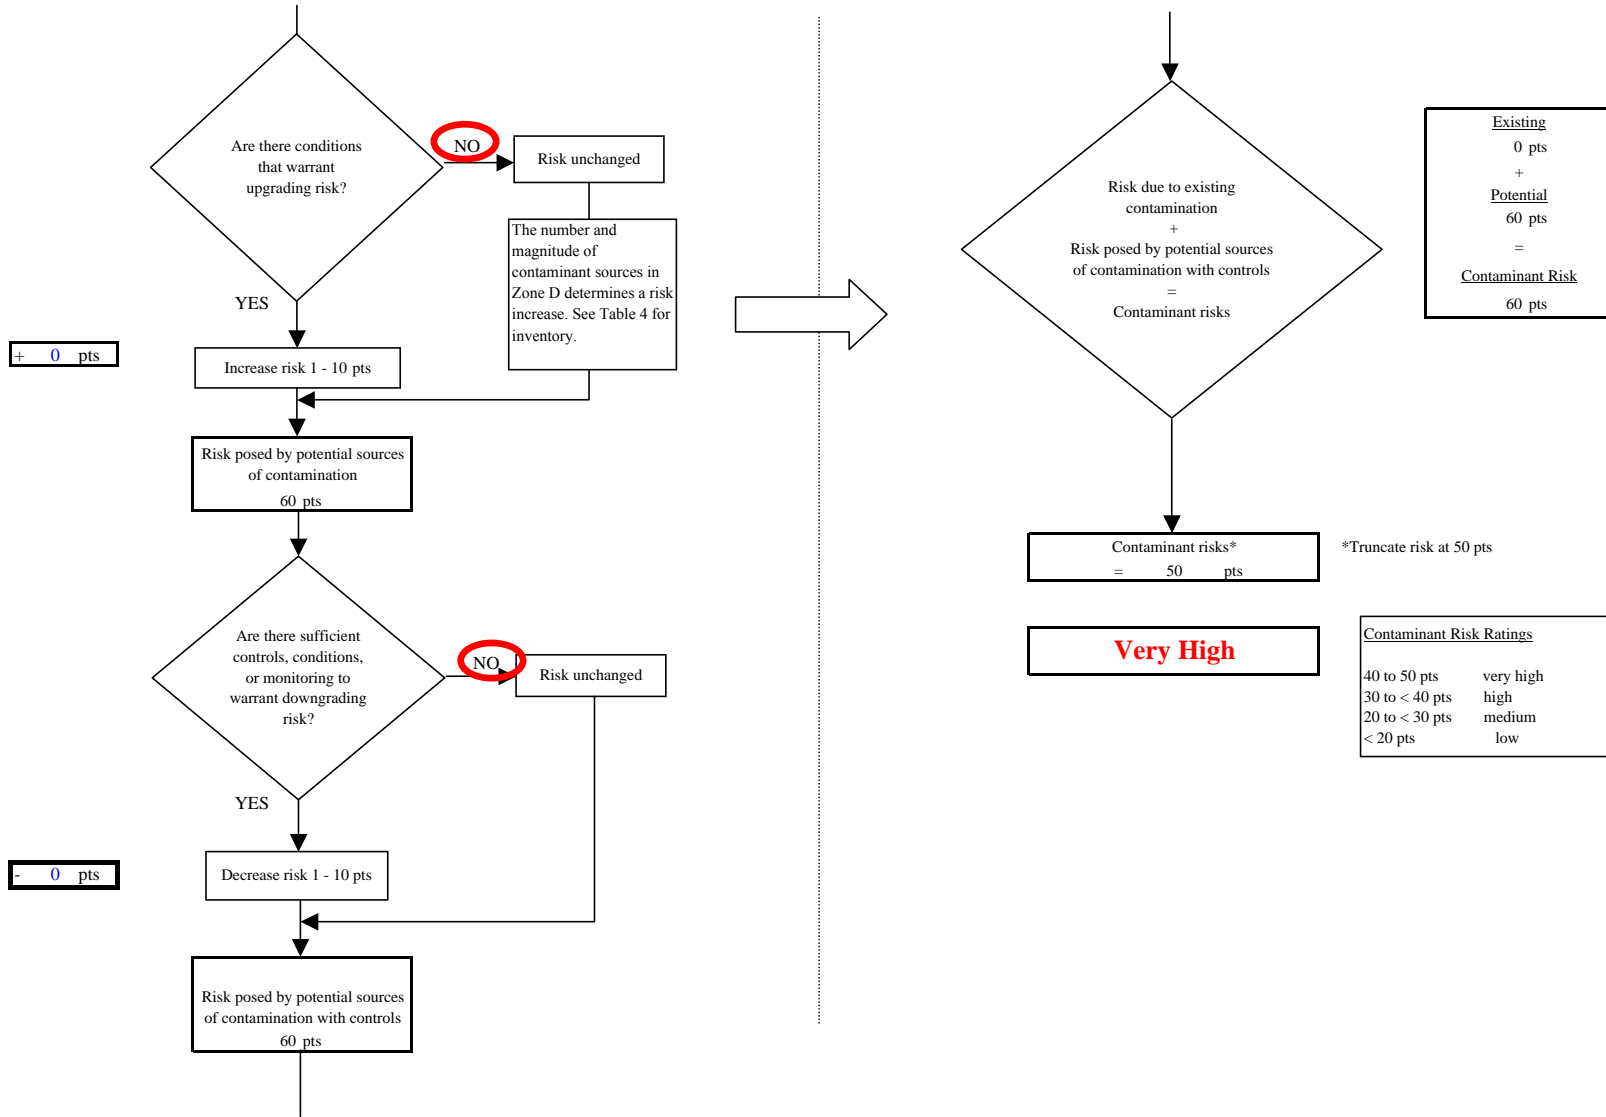 Are there conditions
that warrant
upgrading risk?
NO
Risk unchanged
The number and
magnitude of
contaminant sources in
Zone D determines a risk
increase. See Table 4 for
inventory.
YES
+ 0 pts
Increase risk 1 - 10 pts
Risk posed by potential sources
of contamination
60 pts
Are there sufficient
controls, conditions,
or monitoring to
warrant downgrading
risk?
NO
Risk unchanged
YES
- 0 pts
Decrease risk 1 - 10 pts
Risk posed by potential sources
of contamination with controls
60 pts
Risk due to existing
contamination
+
Risk posed by potential sources
of contamination with controls
=
Contaminant risks
Existing
0 pts
+
Potential
60 pts
=
Contaminant Risk
60 pts
Contaminant risks*
= 50 pts
*Truncate risk at 50 pts
Very High
Contaminant Risk Ratings
40 to 50 pts very high
30 to < 40 pts high
20 to < 30 pts medium
< 20 pts low